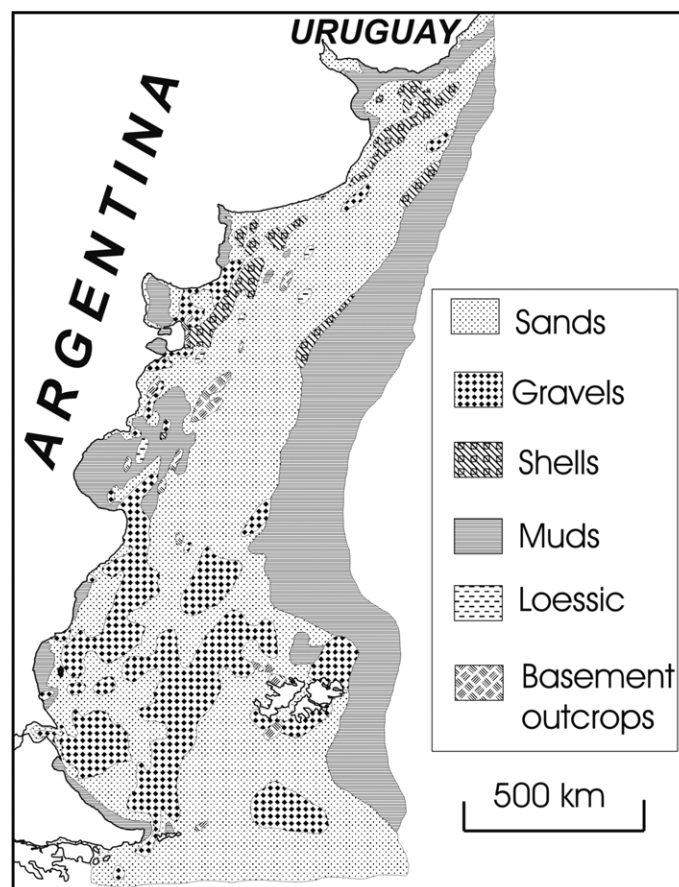 URUGUAY
ARGENTINA
Sands
Gravels
Shells
Muds
Loessic
Basement
outcrops
500 km